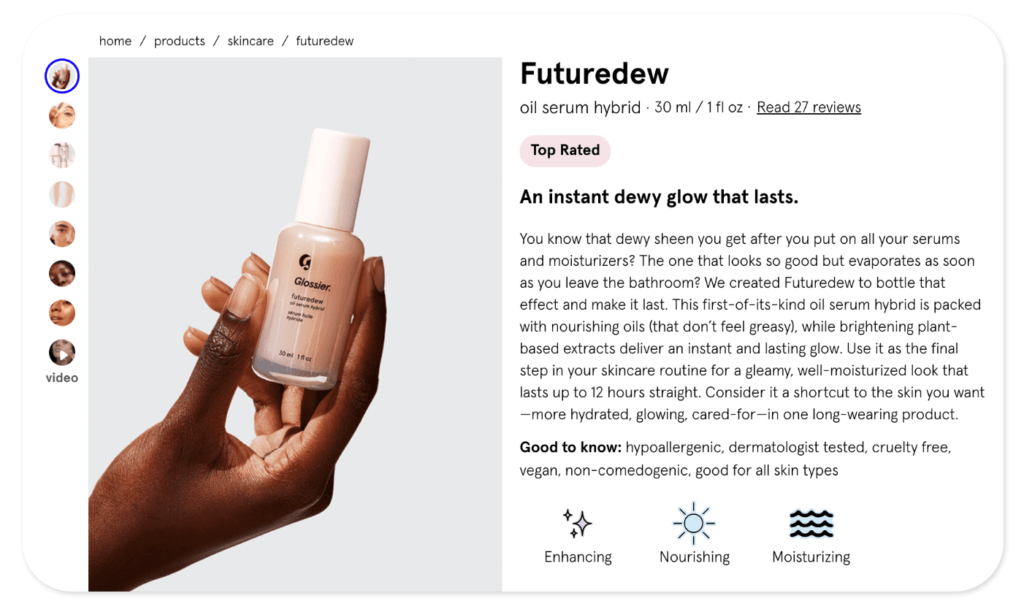 home / products / skincare / futuredew
Futuredew
oil serum hybrid · 30 ml / 1 fl oz · Read 27 reviews
Top Rated
An instant dewy glow that lasts.
You know that dewy sheen you get after you put on all your serums
and moisturizers? The one that looks so good but evaporates as soon
as you leave the bathroom? We created Futuredew to bottle that
effect and make it last. This first-of-its-kind oil serum hybrid is packed
with nourishing oils (that don’t feel greasy), while brightening plant-
based extracts deliver an instant and lasting glow. Use it as the final
step in your skincare routine for a gleamy, well-moisturized look that
lasts up to 12 hours straight. Consider it a shortcut to the skin you want
—more hydrated, glowing, cared-for—in one long-wearing product.
Good to know: hypoallergenic, dermatologist tested, cruelty free,
vegan, non-comedogenic, good for all skin types
Enhancing Nourishing Moisturizing
video
G
Glossier.
futuredew
oil serum hybrid
sérum huile
hybride
30 ml 1 fl oz